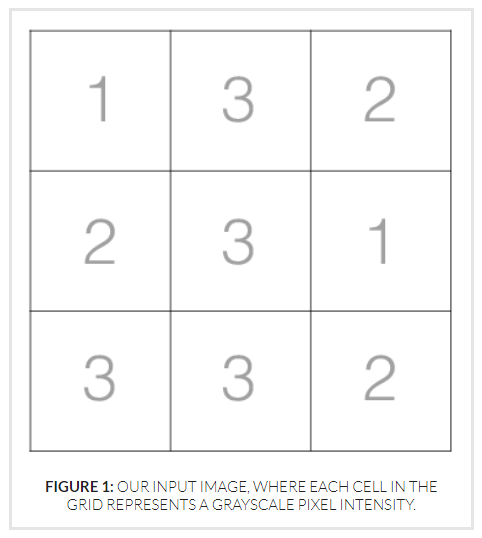 1 3 2
2 3 1
3 3 2
FIGURE 1: OUR INPUT IMAGE, WHERE EACH CELL IN THE
GRID REPRESENTS A GRAYSCALE PIXEL INTENSITY.